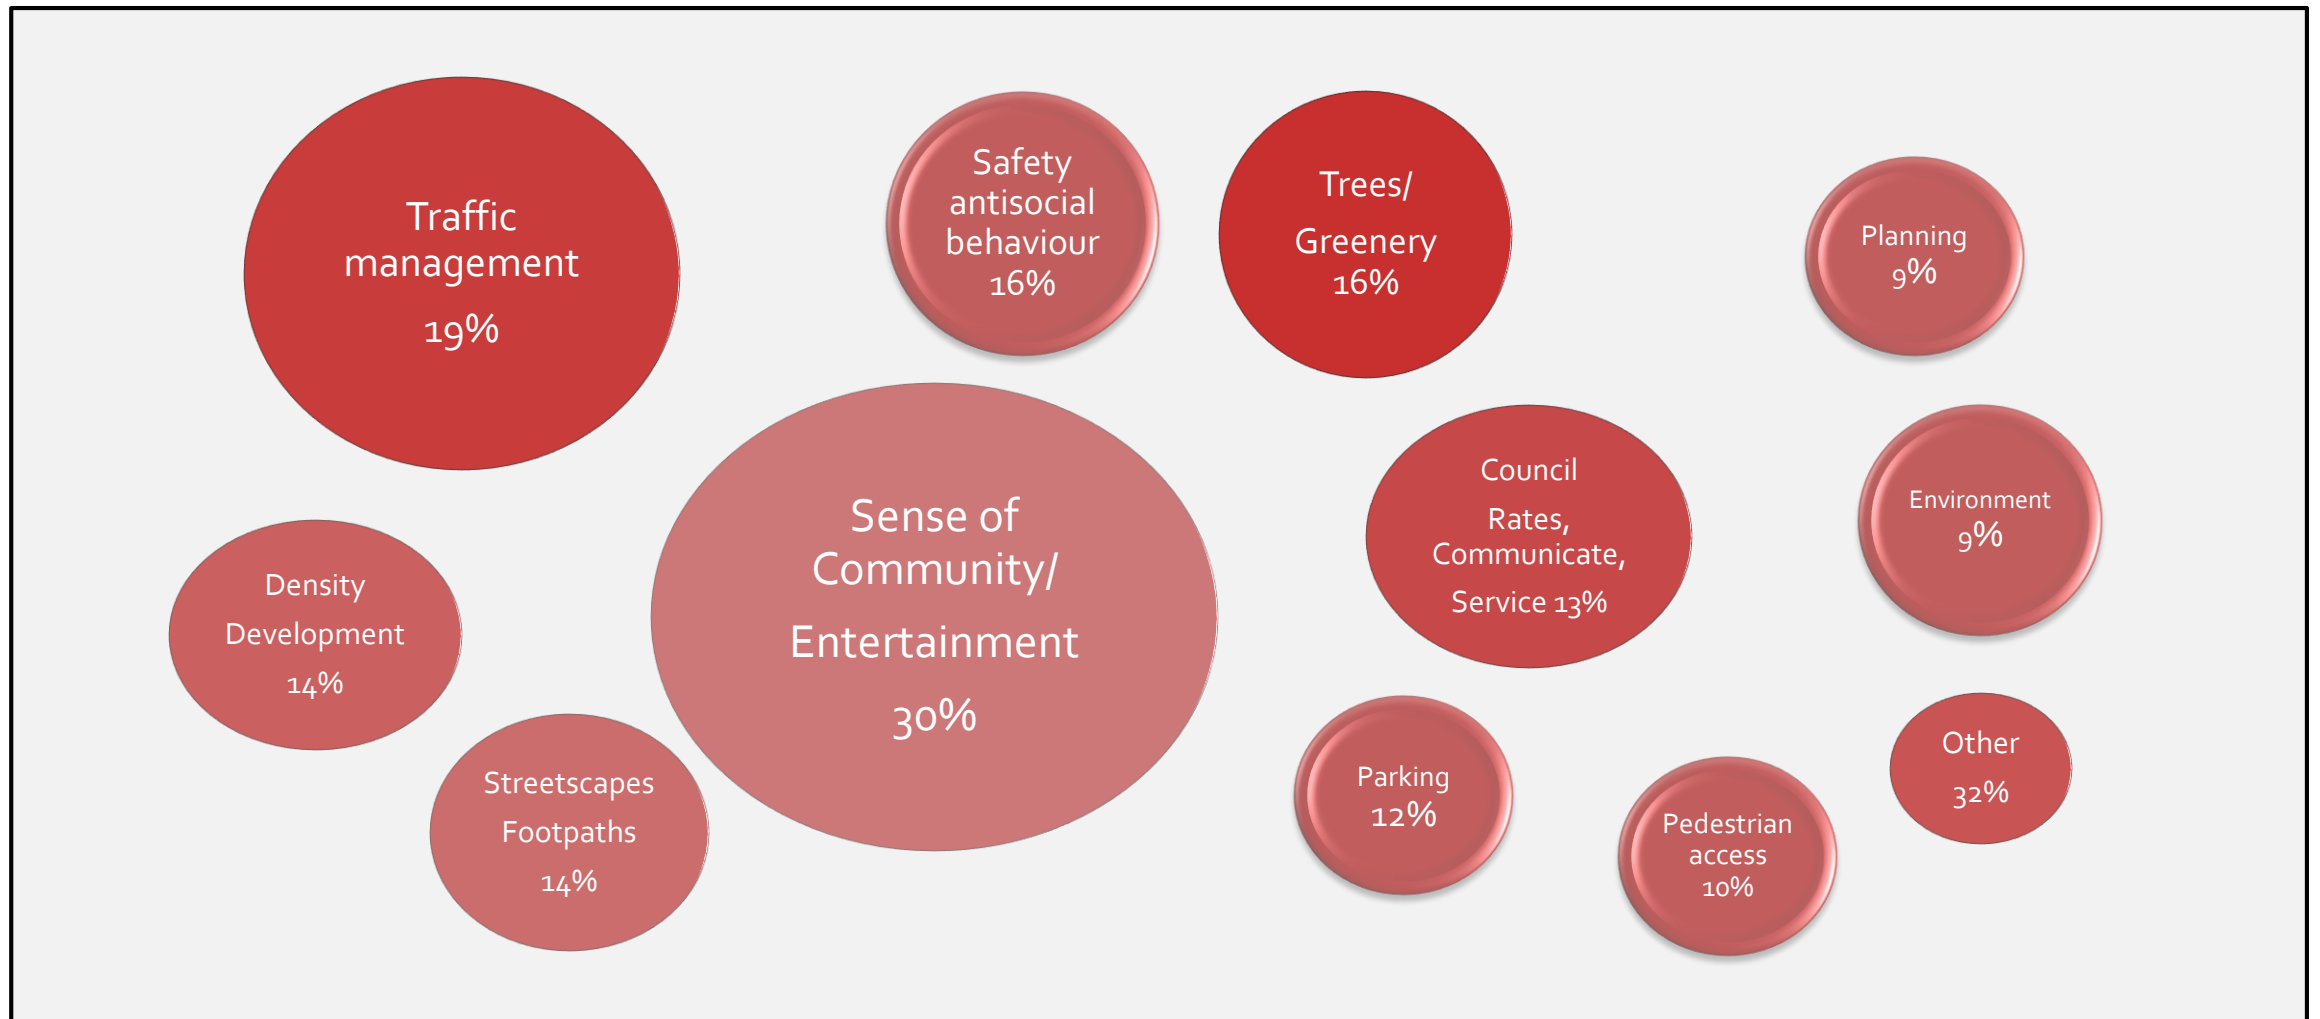 Traffic
management
19%
Safety
antisocial
behaviour
16%
Trees/
Greenery
16%
Planning
9%
Sense of
Community/
Entertainment
30%
Council
Rates,
Communicate,
Service 13%
Environment
9%
Density
Development
14%
Streetscapes
Footpaths
14%
Parking
12%
Pedestrian
access
10%
Other
32%